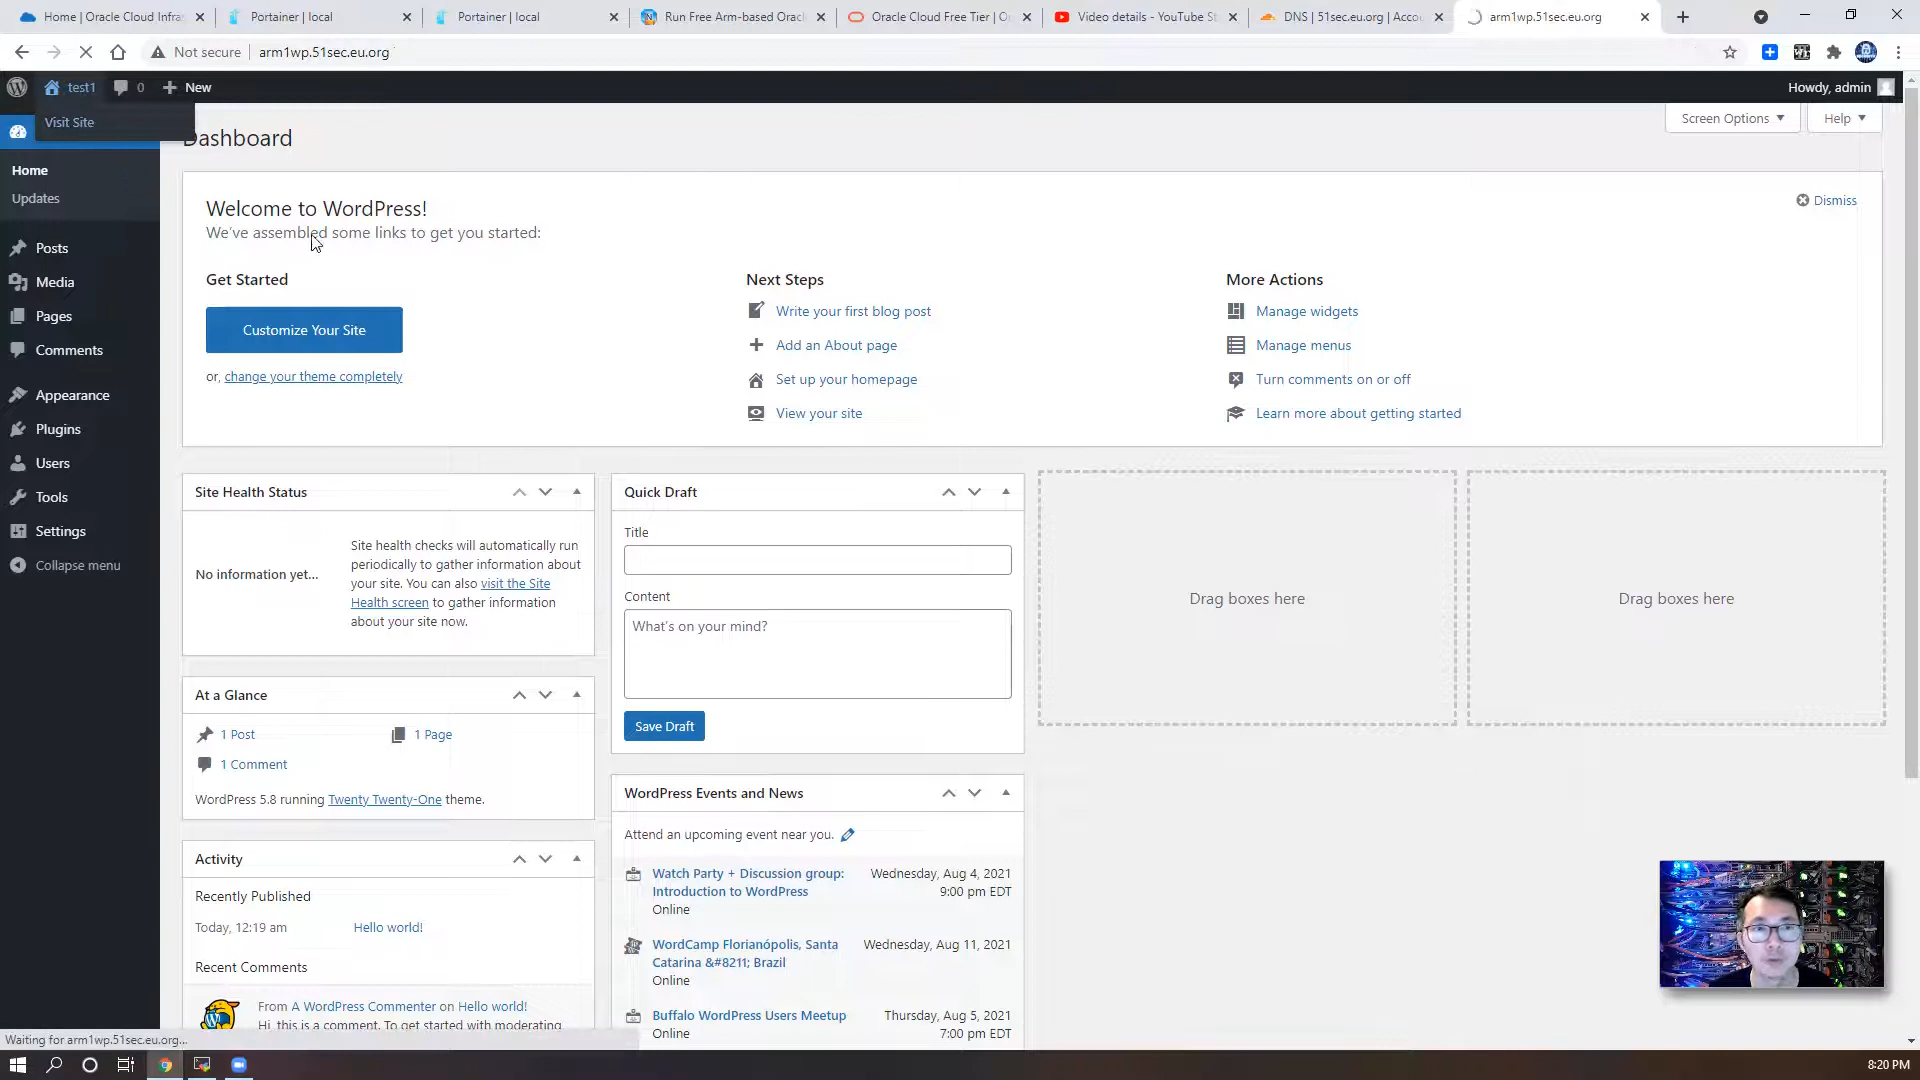 Home | Oracle Cloud Infras
Portainer | local
Portainer | local
Run Free Arm-based Oracl
Oracle Cloud Free Tier | O
Video details - YouTube St
DNS | 51sec.eu.org | Accou
arm1wp.51sec.eu.org
Not secure
arm1wp.51sec.eu.org
test1
0
New
Howdy, admin
Visit Site
Dashboard
Screen Options
Help
Home
Updates
Posts
Media
Pages
Comments
Appearance
Plugins
Users
Tools
Settings
Collapse menu
Welcome to WordPress!
We've assembled some links to get you started:
Dismiss
Get Started
Customize Your Site
or, change your theme completely
Next Steps
Write your first blog post
Add an About page
Set up your homepage
View your site
More Actions
Manage widgets
Manage menus
Turn comments on or off
Learn more about getting started
Site Health Status
No information yet...
Site health checks will automatically run
periodically to gather information about
your site. You can also visit the Site
Health screen to gather information
about your site now.
At a Glance
1 Post
1 Page
1 Comment
WordPress 5.8 running Twenty Twenty-One theme.
Activity
Recently Published
Today, 12:19 am
Hello world!
Recent Comments
From A WordPress Commenter on Hello world!
Hi, this is a comment. To get started with moderating
Quick Draft
Title
Content
What's on your mind?
Save Draft
WordPress Events and News
Attend an upcoming event near you.
Watch Party + Discussion group:
Introduction to WordPress
Online
Wednesday, Aug 4, 2021
9:00 pm EDT
WordCamp Florianópolis, Santa
Catarina &#8211; Brazil
Online
Wednesday, Aug 11, 2021
Buffalo WordPress Users Meetup
Online
Thursday, Aug 5, 2021
7:00 pm EDT
Drag boxes here
Drag boxes here
Waiting for arm1wp.51sec.eu.org...
8:20 PM